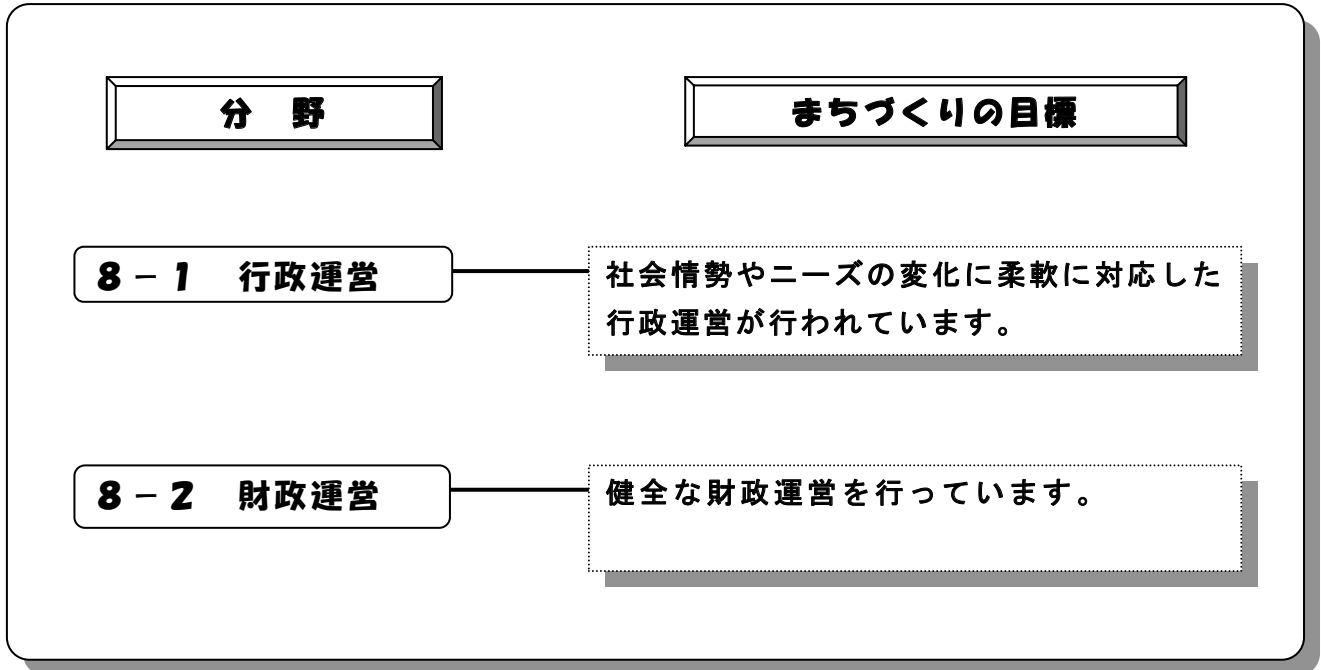 分　野
まちづくりの目標
８－１　行政運営
社会情勢やニーズの変化に柔軟に対応した
行政運営が行われています。
８－２　財政運営
健全な財政運営を行っています。